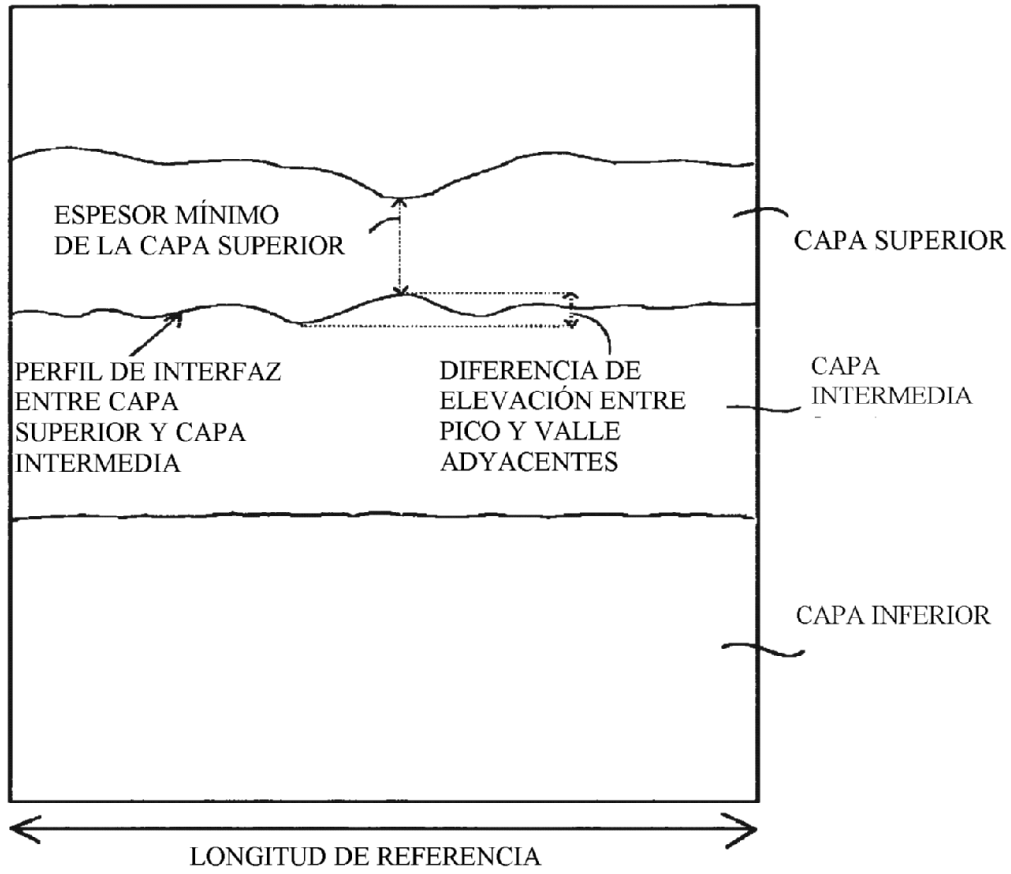 ESPESOR MÍNIMO
DE LA CAPA SUPERIOR
CAPA SUPERIOR
PERFIL DE INTERFAZ
ENTRE CAPA
SUPERIOR Y CAPA
INTERMEDIA
DIFERENCIA DE
ELEVACIÓN ENTRE
PICO Y VALLE
ADYACENTES
CAPA
INTERMEDIA
CAPA INFERIOR
LONGITUD DE REFERENCIA